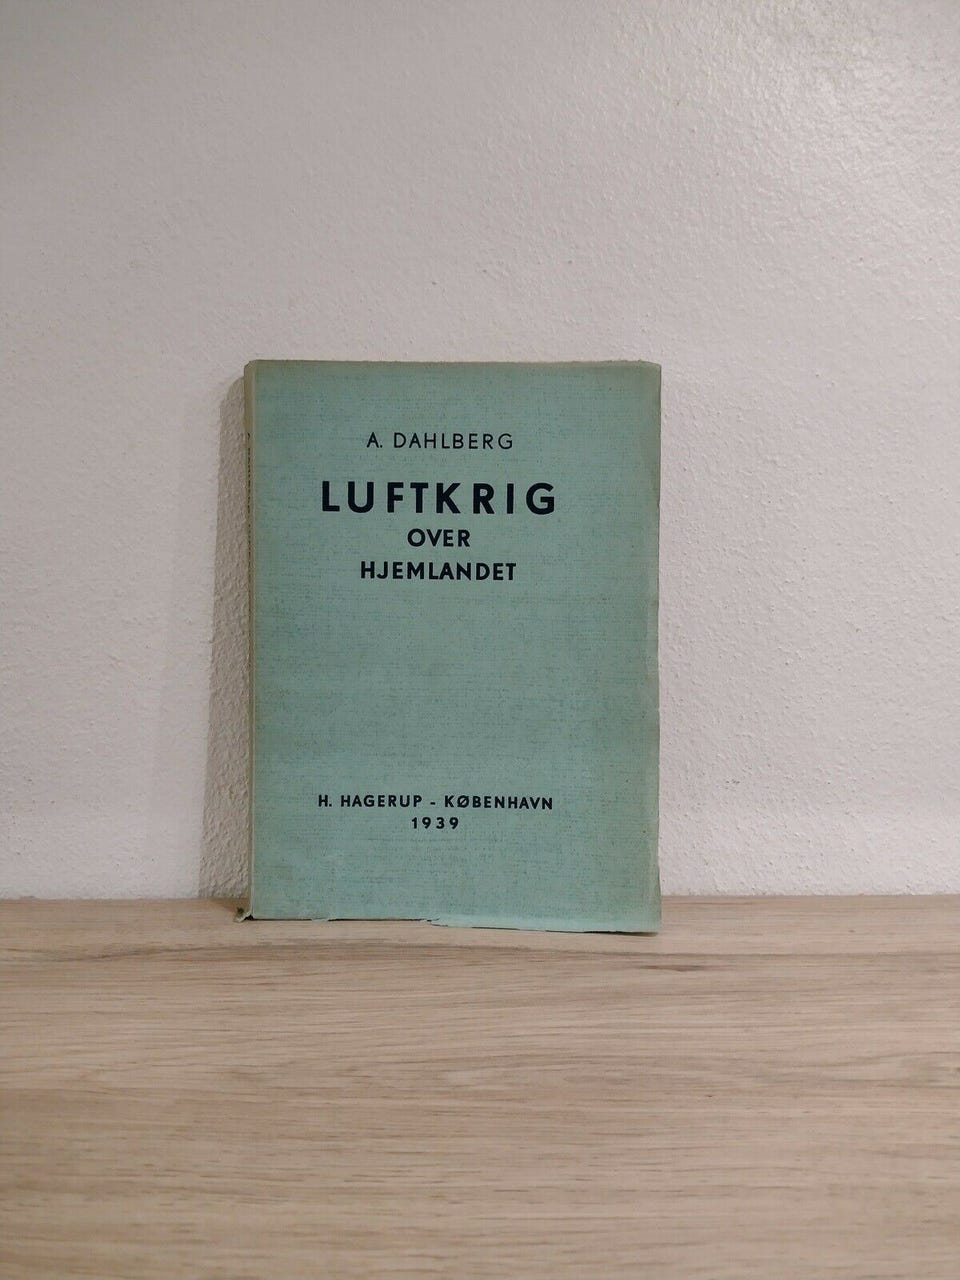 A. DAHLBERG
LUFTKRIG
OVER
HJEMLANDET
H. HAGERUP - KØBENHAVN
1939